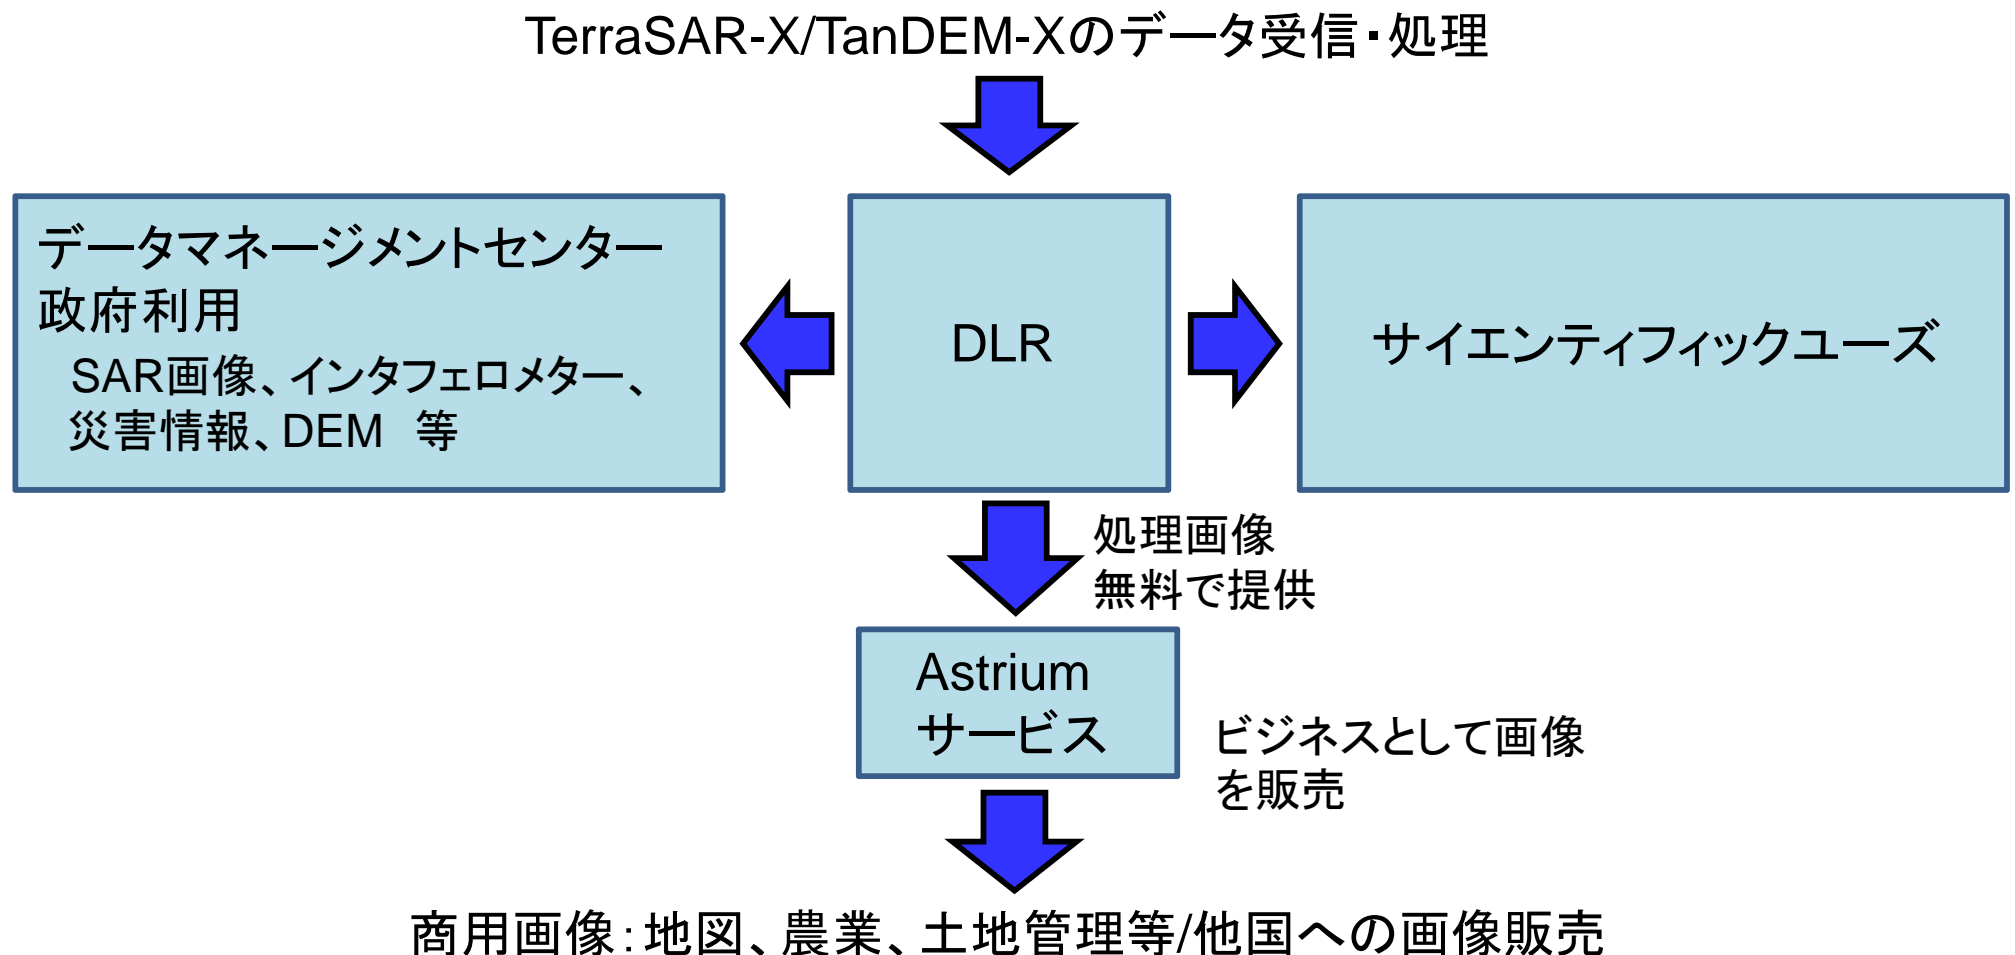 TerraSAR-X/TanDEM-Xのデータ受信・処理
データマネージメントセンター
政府利用
SAR画像、インタフェロメター、
災害情報、DEM 等
DLR
サイエンティフィックユーズ
処理画像
無料で提供
Astrium
サービス
ビジネスとして画像
を販売
商用画像:地図、農業、土地管理等/他国への画像販売